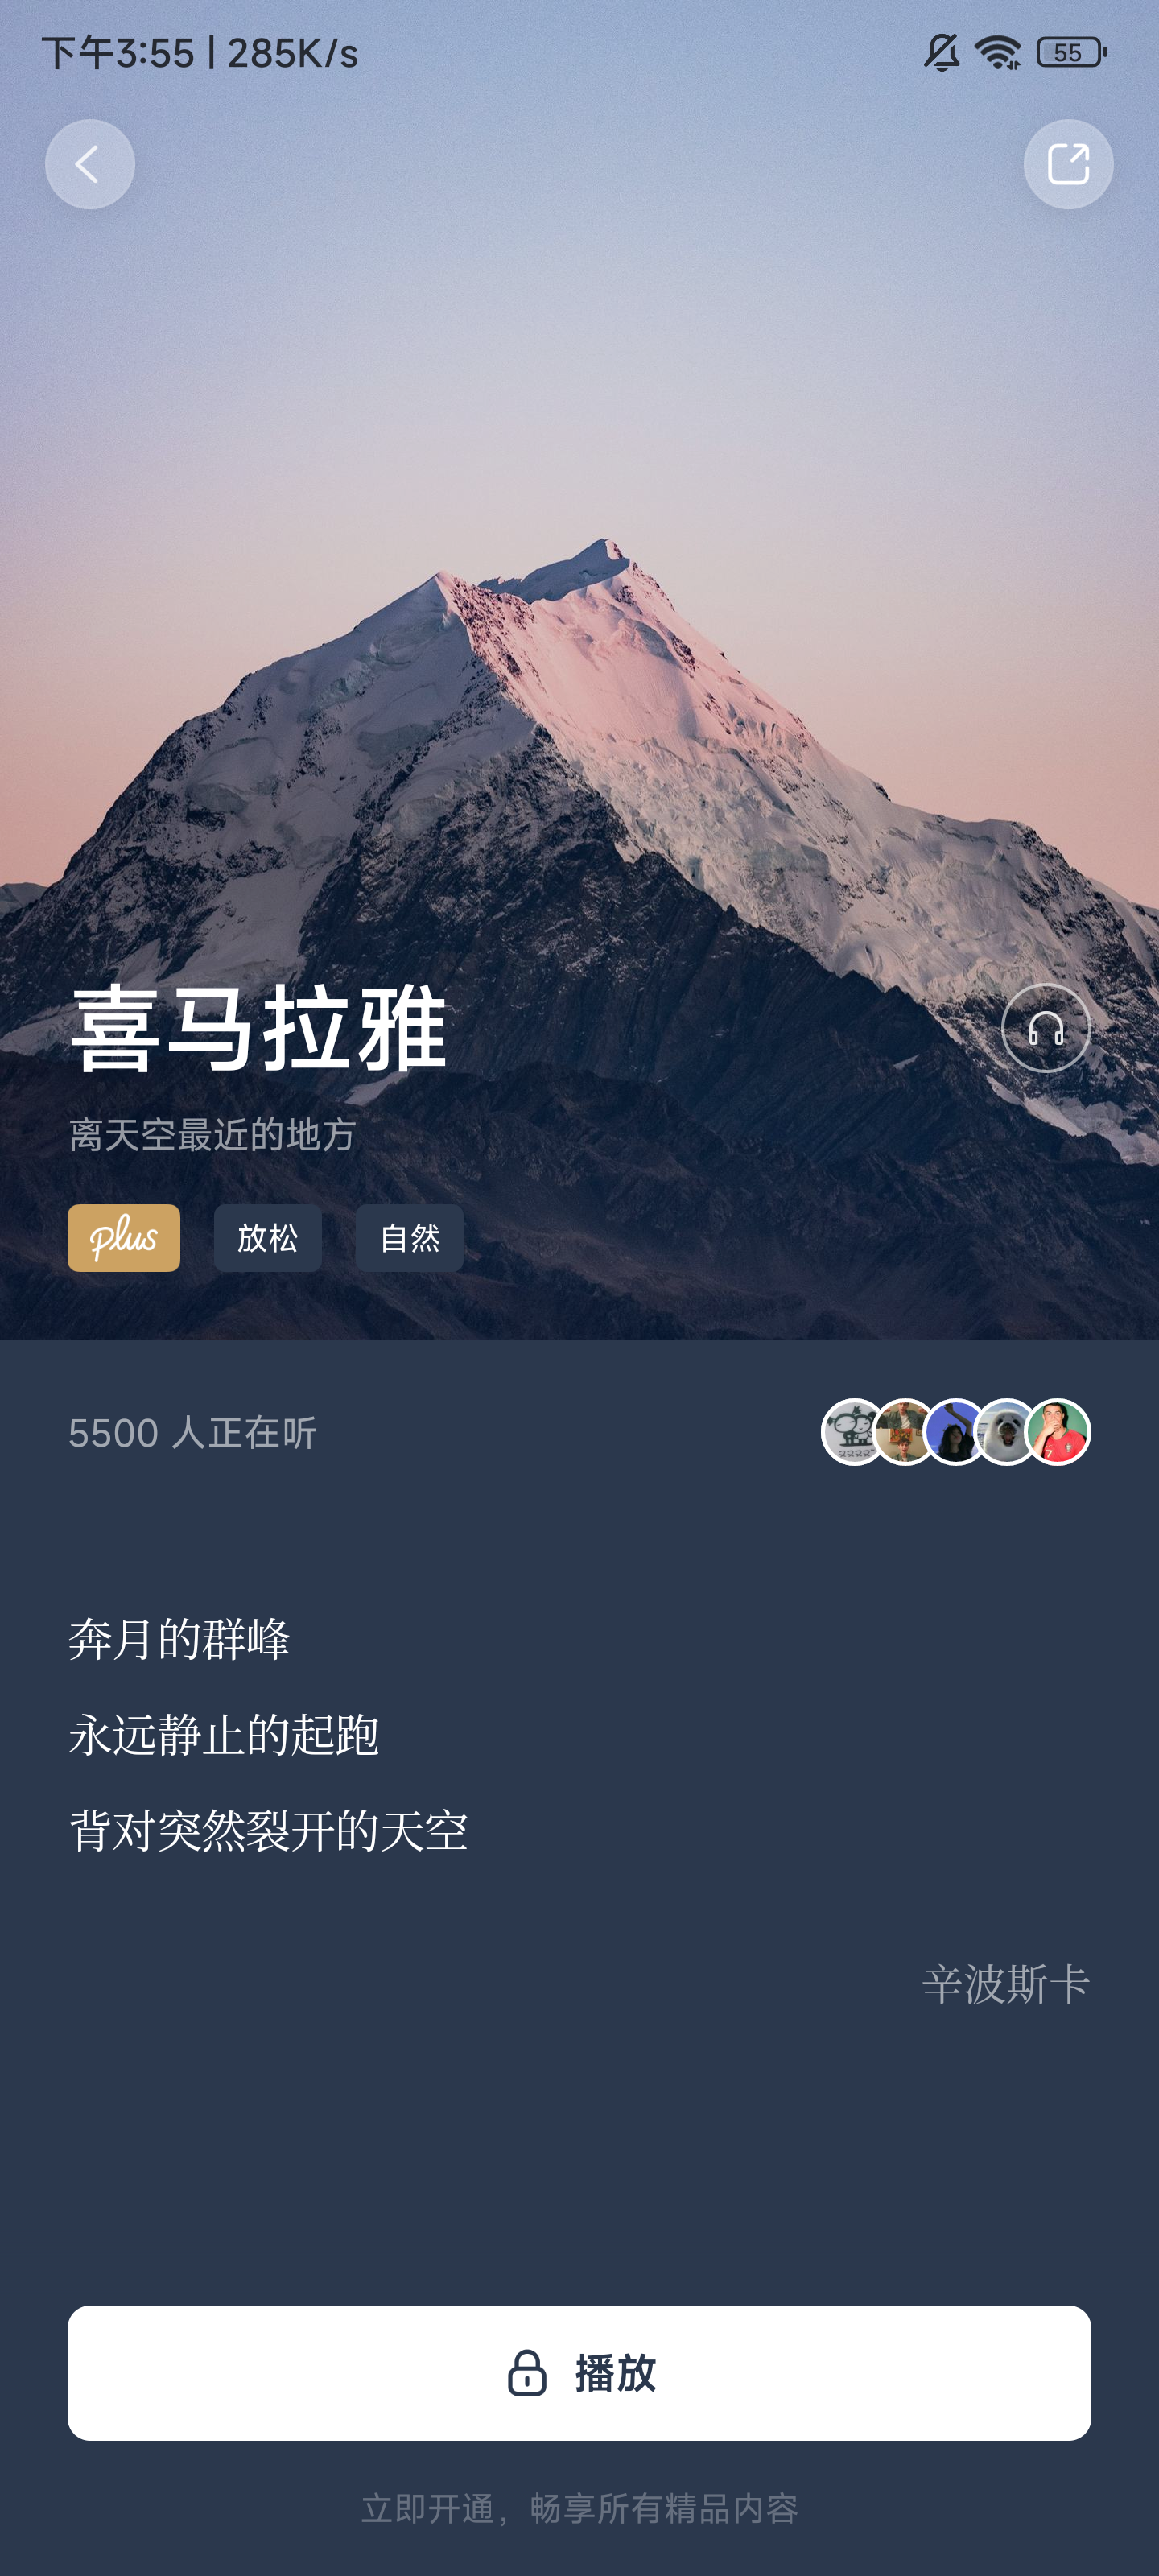 下午3:55 | 285K/s
55
喜马拉雅
离天空最近的地方
plus 放松 自然
5500 人正在听
奔月的群峰
永远静止的起跑
背对突然裂开的天空
辛波斯卡
播放
立即开通，畅享所有精品内容